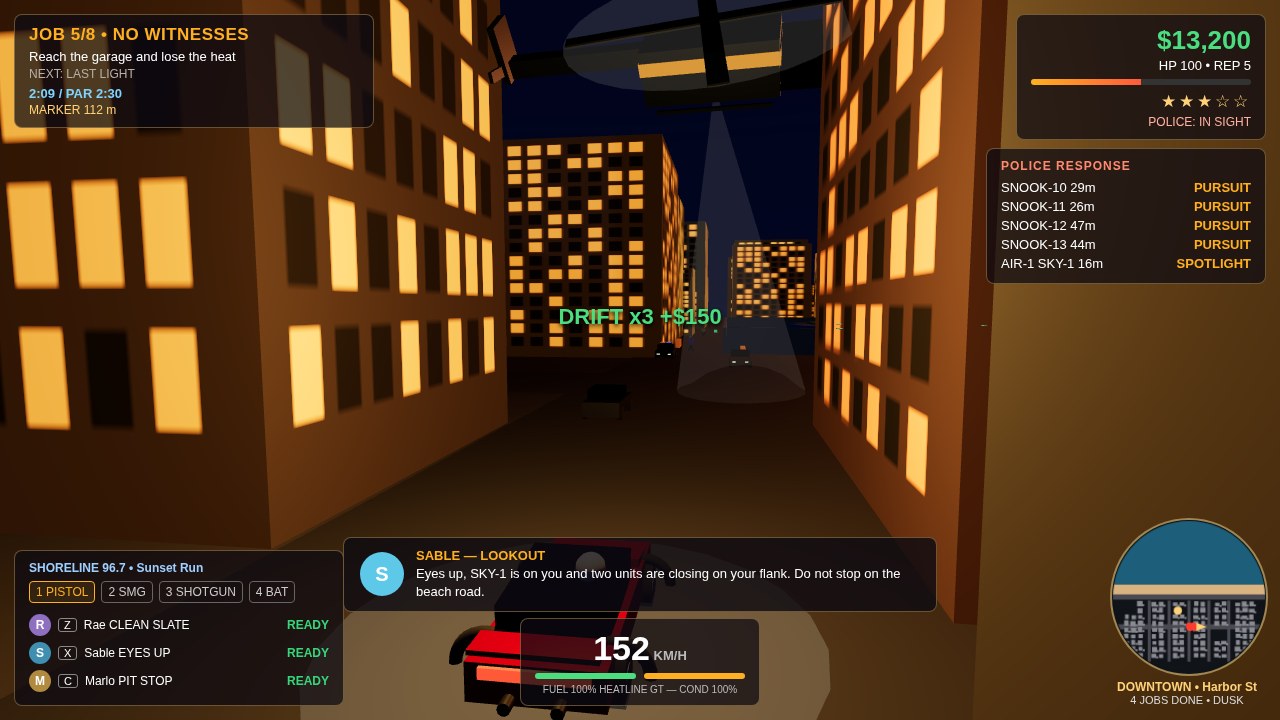 JOB 5/8 • NO WITNESSES
Reach the garage and lose the heat
NEXT: LAST LIGHT
2:09 / PAR 2:30
MARKER 112 m
$13,200
HP 100 • REP 5
★★★☆☆
POLICE: IN SIGHT
POLICE RESPONSE
SNOOK-10 29m PURSUIT
SNOOK-11 26m PURSUIT
SNOOK-12 47m PURSUIT
SNOOK-13 44m PURSUIT
AIR-1 SKY-1 16m SPOTLIGHT
DRIFT x3 +$150
SHORELINE 96.7 • Sunset Run
1 PISTOL 2 SMG 3 SHOTGUN 4 BAT
R Z Rae CLEAN SLATE READY
S X Sable EYES UP READY
M C Marlo PIT STOP READY
S
SABLE — LOOKOUT
Eyes up, SKY-1 is on you and two units are closing on your flank. Do not stop on the
beach road.
152 KM/H
FUEL 100% HEATLINE GT — COND 100%
DOWNTOWN • Harbor St
4 JOBS DONE • DUSK